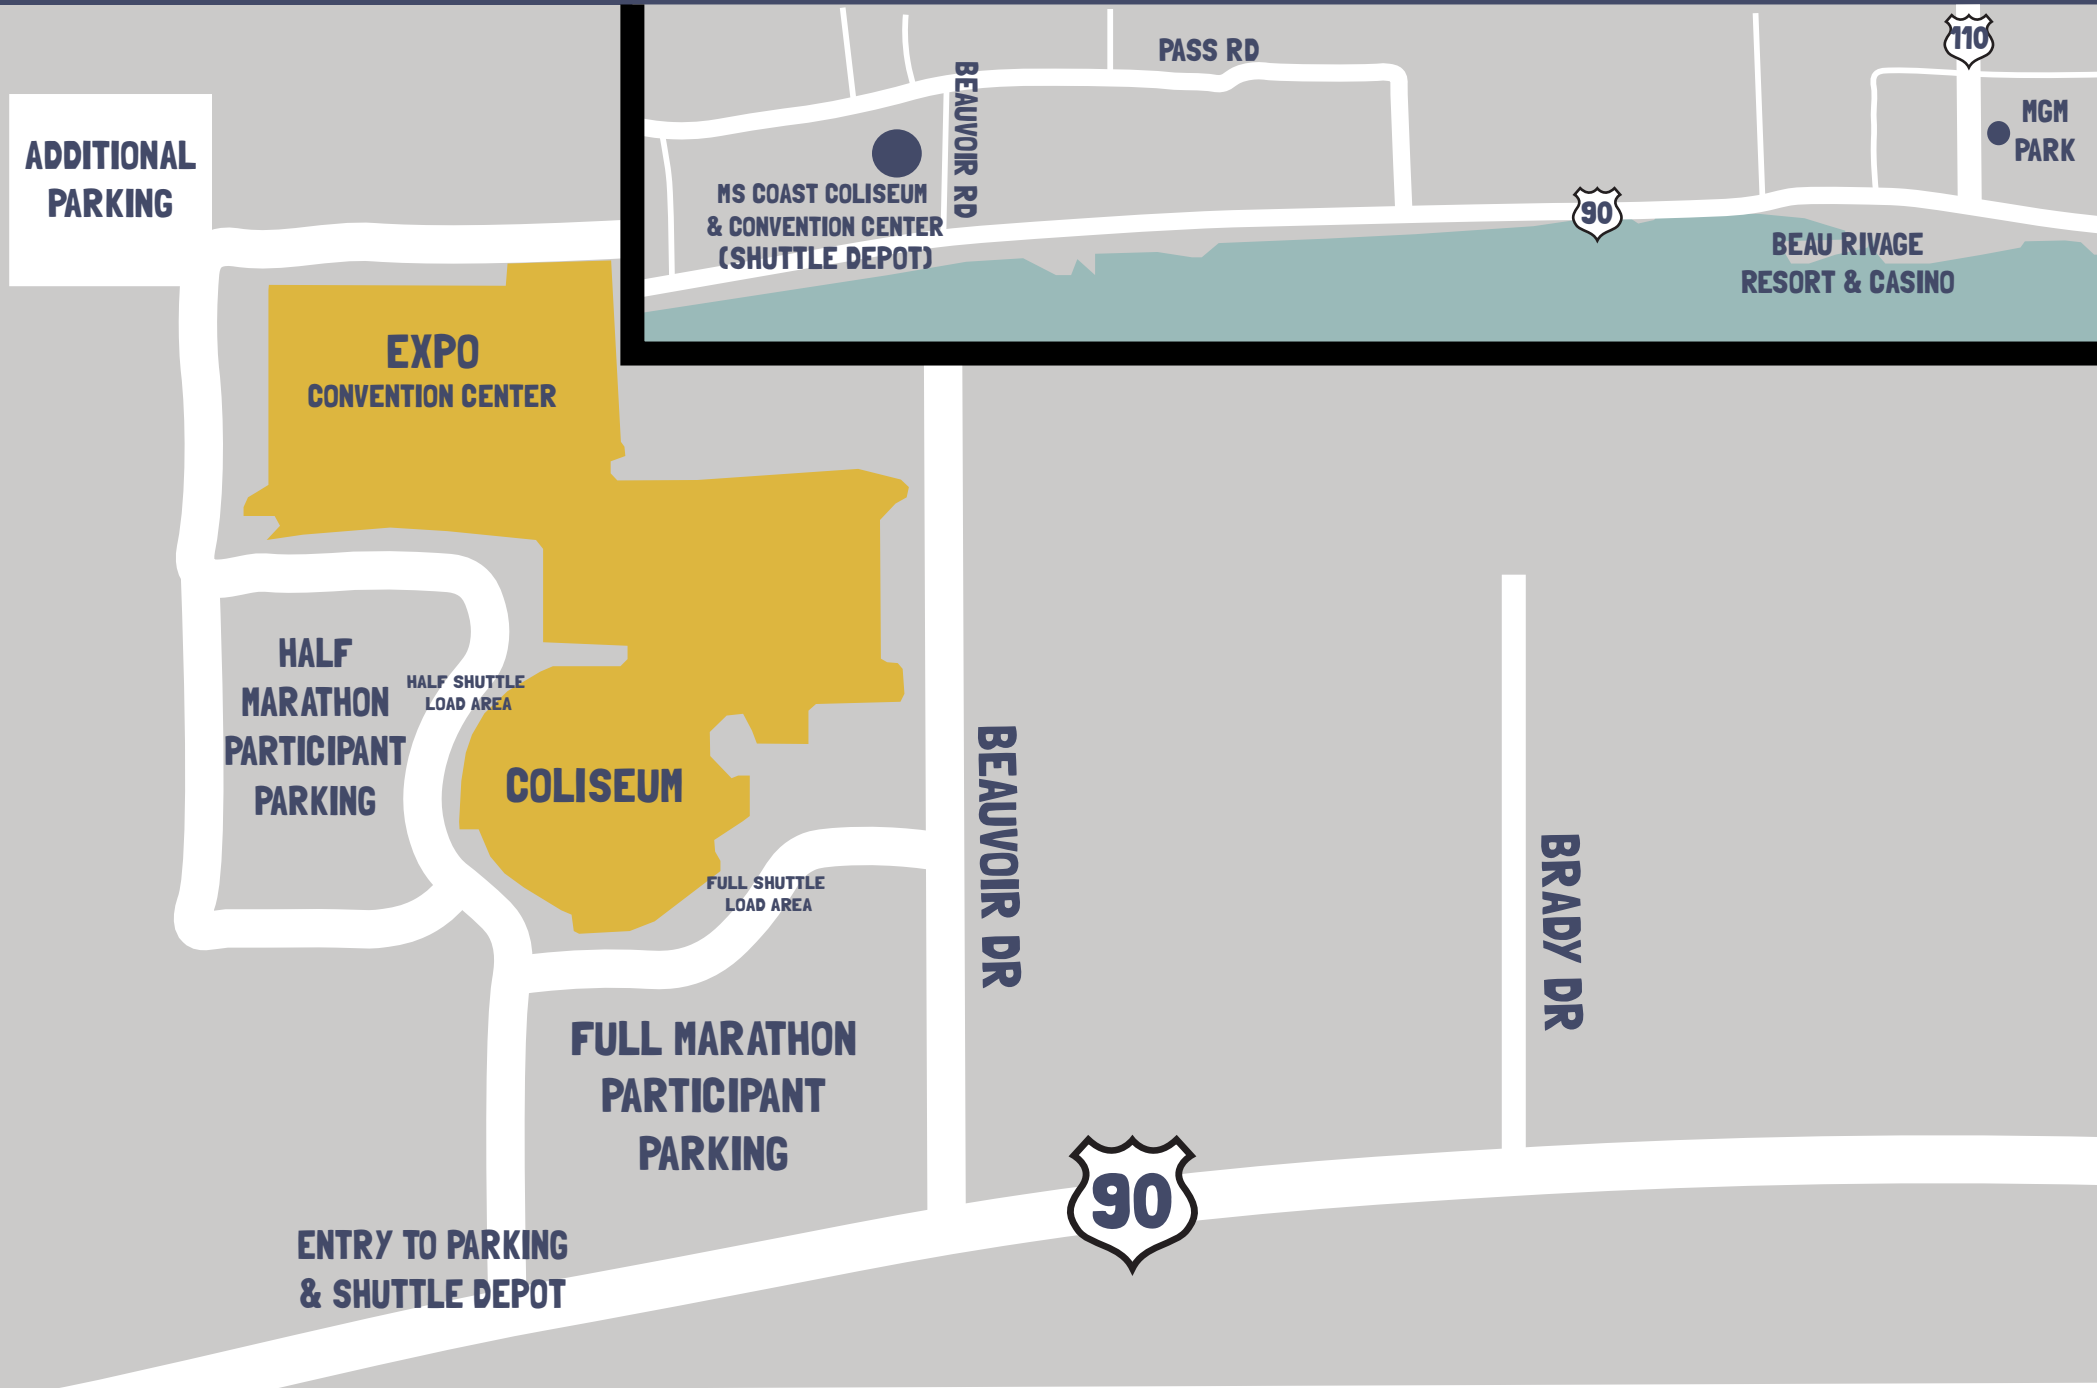 ADDITIONAL
PARKING
PASS RD
BEAUVOIR RD
110
MGM
PARK
MS COAST COLISEUM
& CONVENTION CENTER
(SHUTTLE DEPOT)
90
BEAU RIVAGE
RESORT & CASINO
EXPO
CONVENTION CENTER
HALF
MARATHON
PARTICIPANT
PARKING
HALF SHUTTLE
LOAD AREA
COLISEUM
FULL SHUTTLE
LOAD AREA
BEAUVOIR DR
BRADY DR
FULL MARATHON
PARTICIPANT
PARKING
90
ENTRY TO PARKING
& SHUTTLE DEPOT